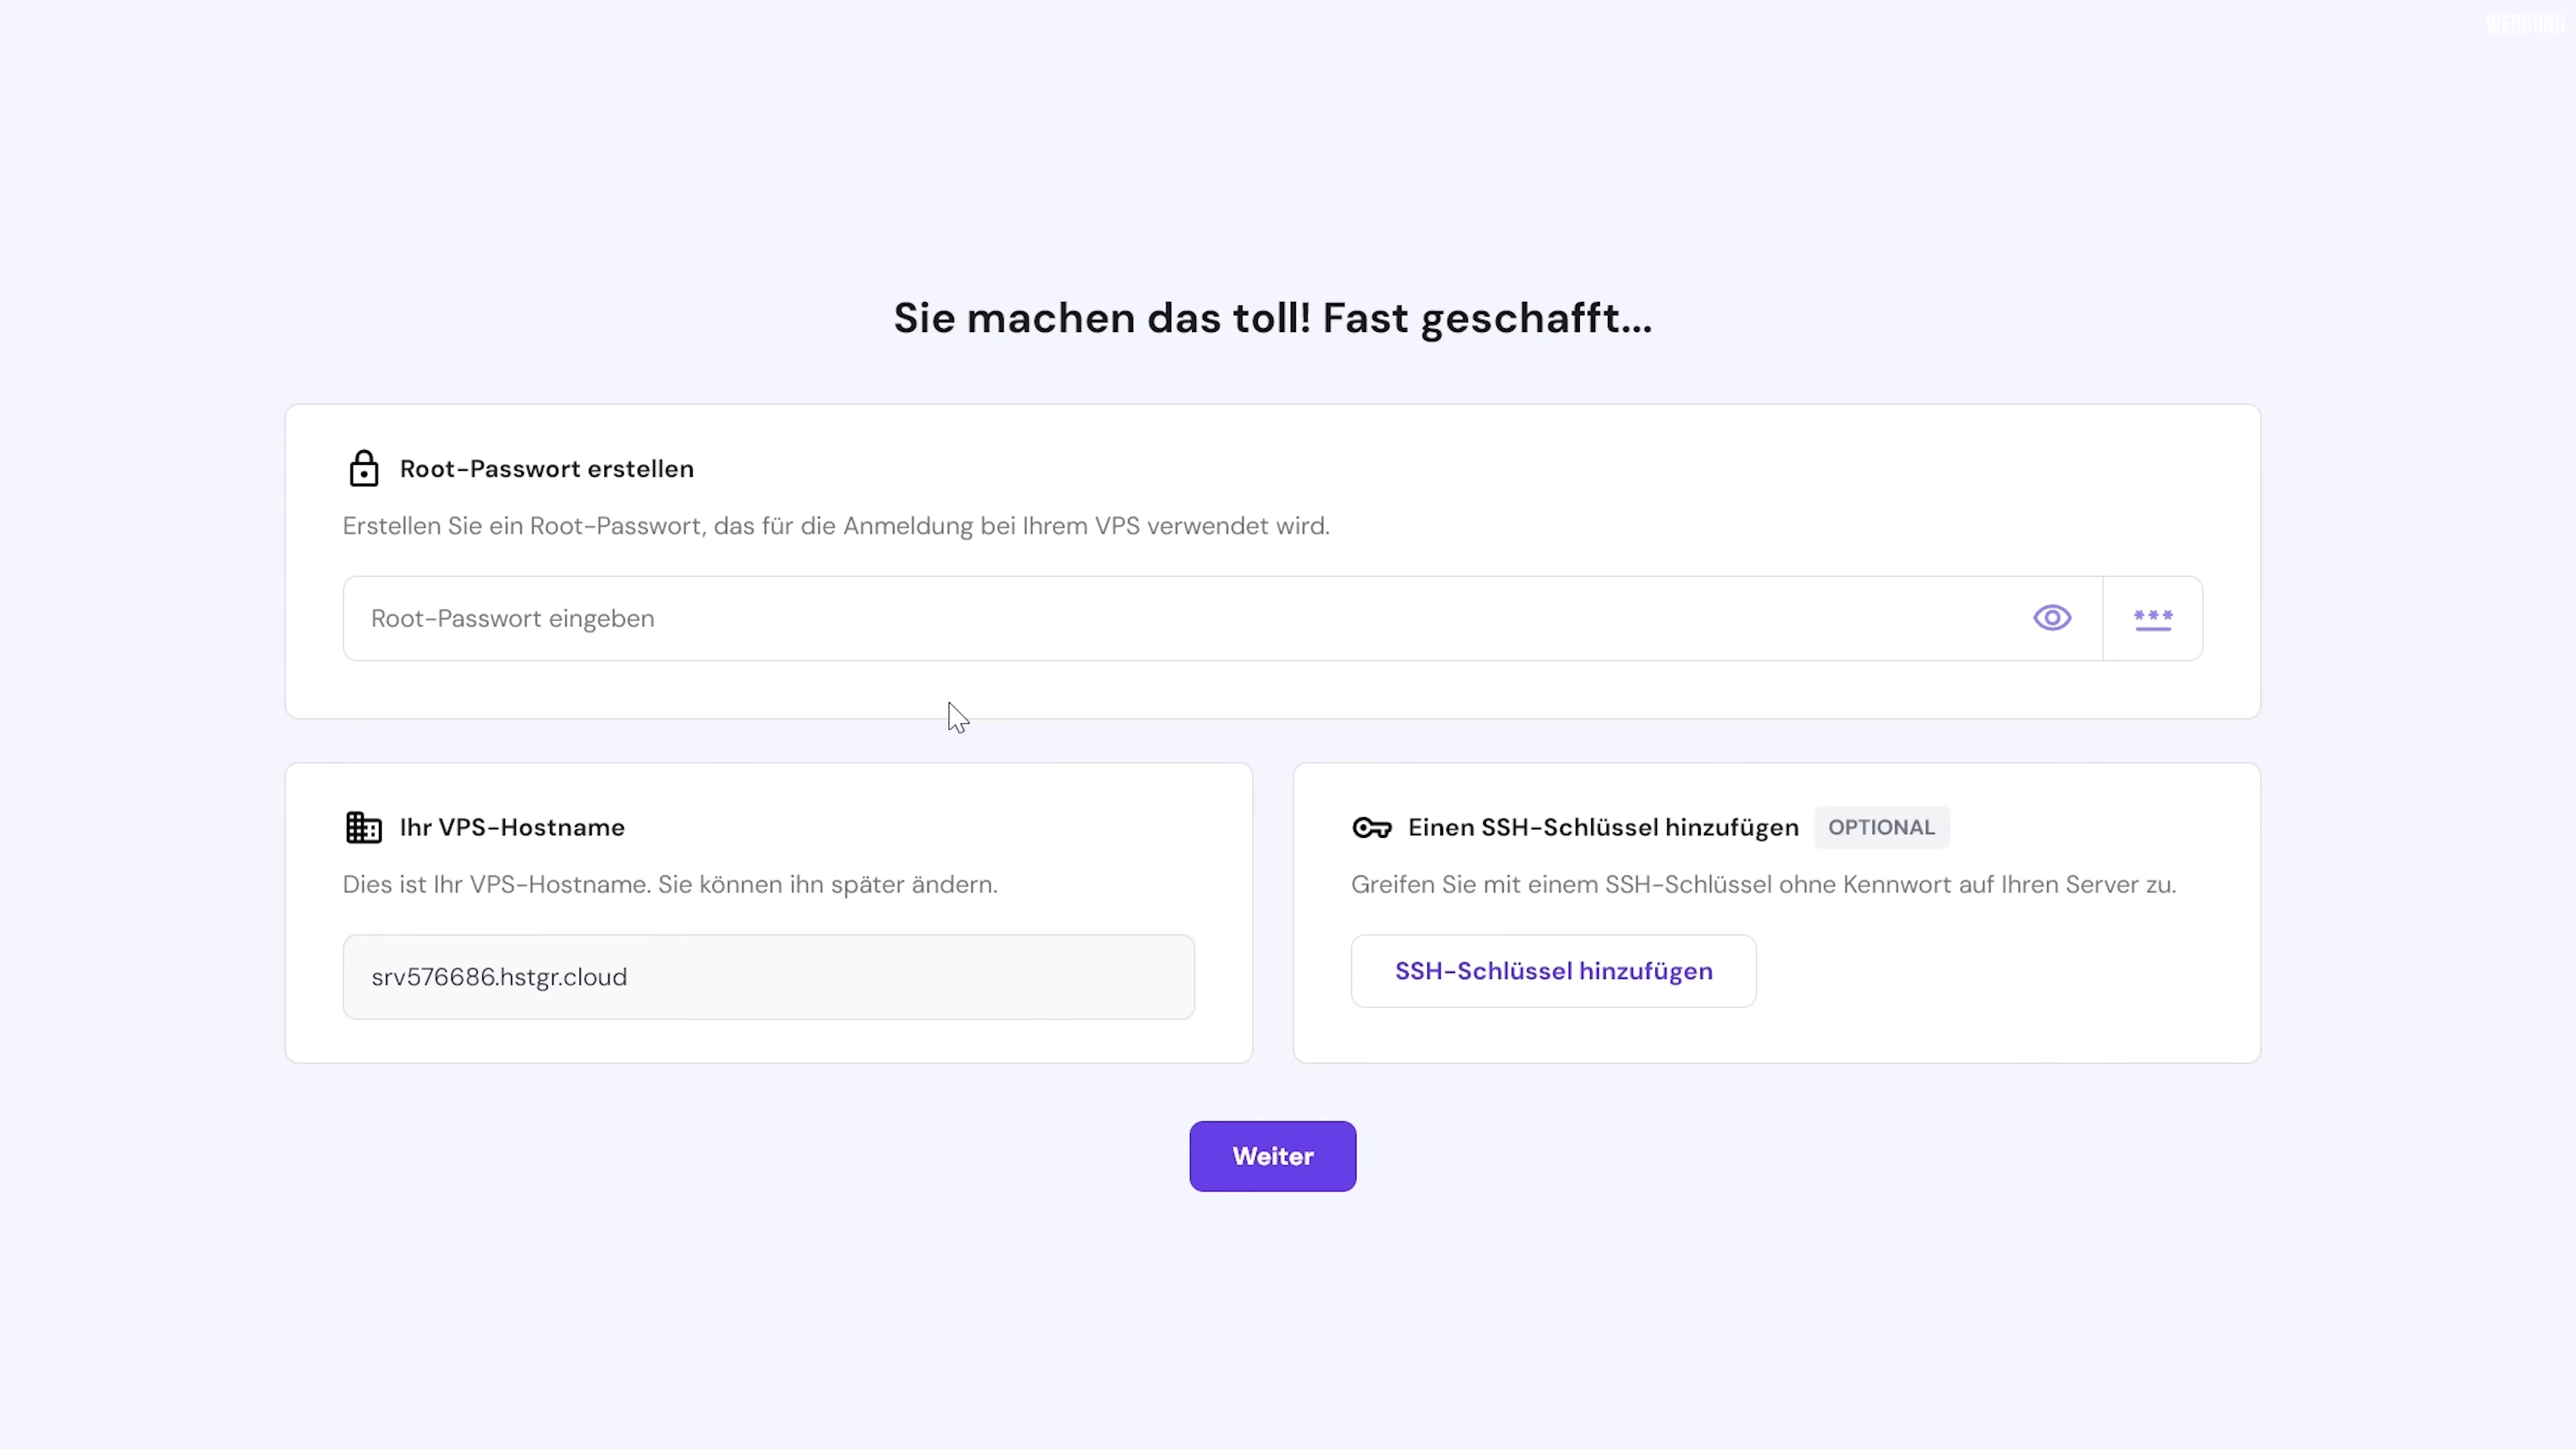 WERBUNG
Sie machen das toll! Fast geschafft...
Root-Passwort erstellen
Erstellen Sie ein Root-Passwort, das für die Anmeldung bei Ihrem VPS verwendet wird.
Root-Passwort eingeben
***
Ihr VPS-Hostname
Dies ist Ihr VPS-Hostname. Sie können ihn später ändern.
srv576686.hstgr.cloud
Einen SSH-Schlüssel hinzufügen OPTIONAL
Greifen Sie mit einem SSH-Schlüssel ohne Kennwort auf Ihren Server zu.
SSH-Schlüssel hinzufügen
Weiter